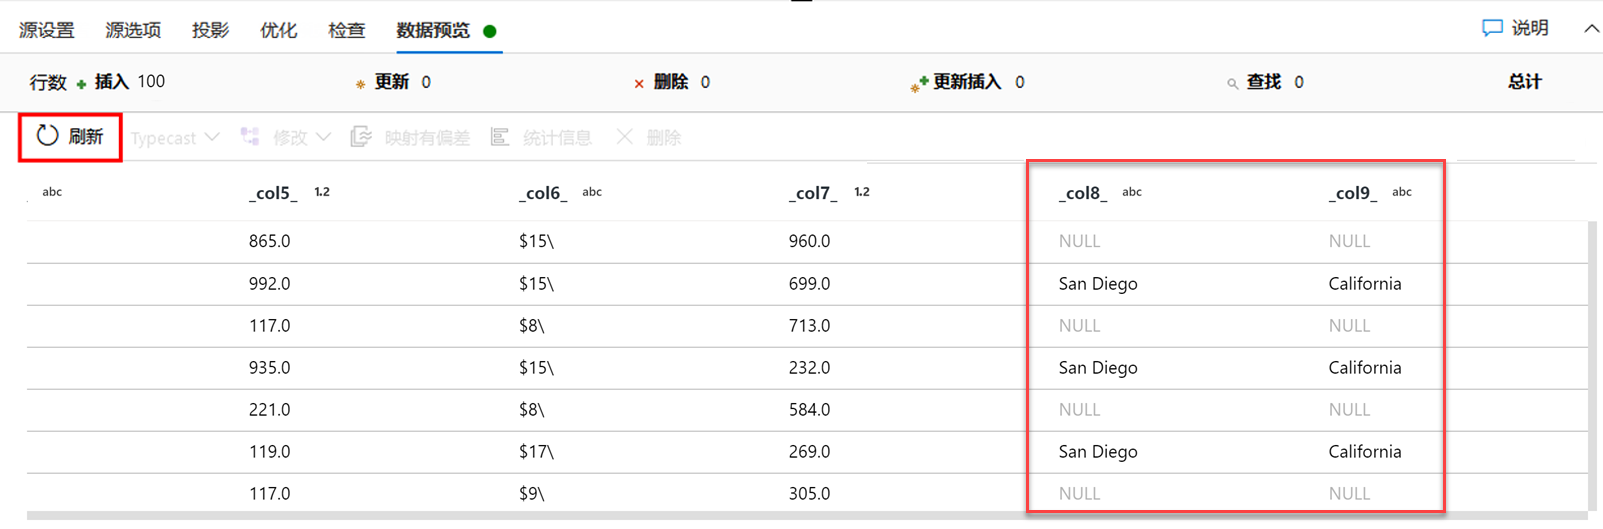 源设置 源选项 投影 优化 检查 数据预览 说明
行数 插入 100 更新 0 删除 0 更新插入 0 查找 0 总计
刷新 Typecast 修改 映射有偏差 统计信息 删除
abc _col5_ 1.2 _col6_ abc _col7_ 1.2 _col8_ abc _col9_ abc
865.0 $15\ 960.0 NULL NULL
992.0 $15\ 699.0 San Diego California
117.0 $8\ 713.0 NULL NULL
935.0 $15\ 232.0 San Diego California
221.0 $8\ 584.0 NULL NULL
119.0 $17\ 269.0 San Diego California
117.0 $9\ 305.0 NULL NULL